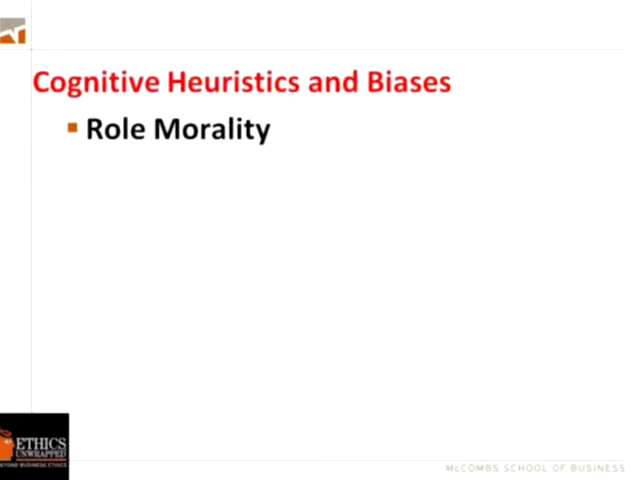 Cognitive Heuristics and Biases
Role Morality
ETHICS
UNWRAPPED
BEYOND BUSINESS ETHICS
McCOMBS SCHOOL OF BUSINESS